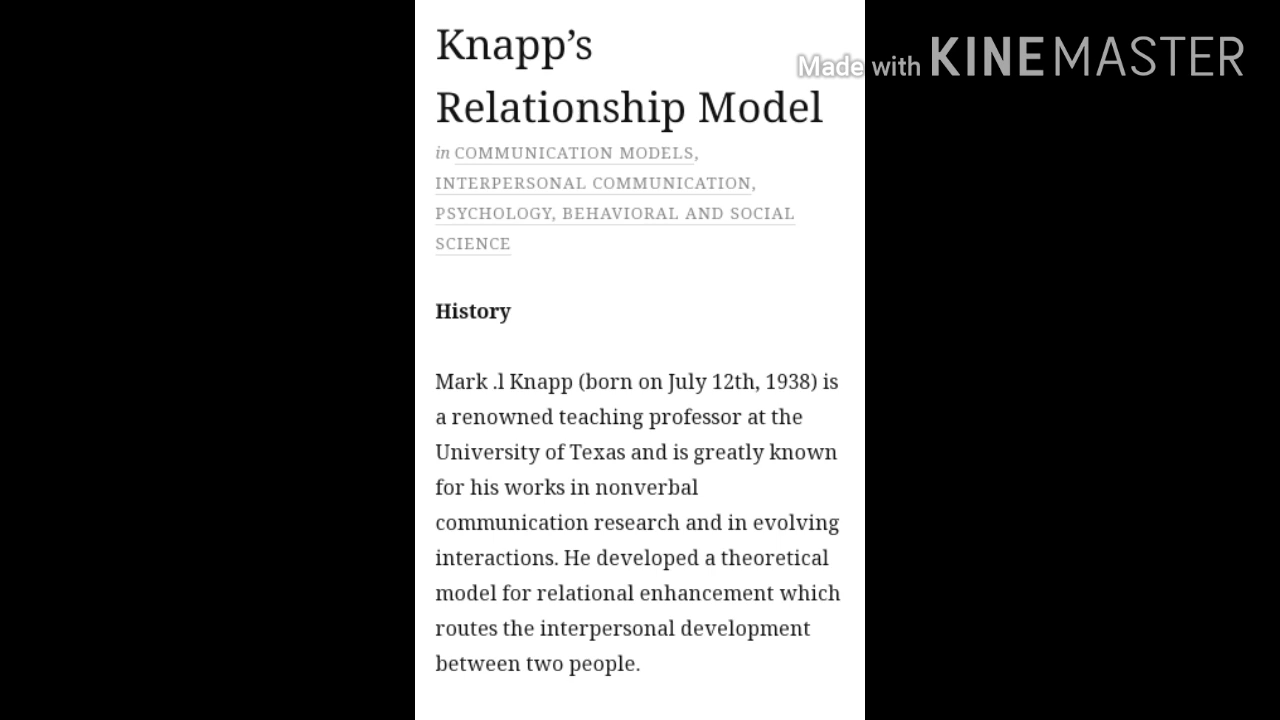 Knapp’s
Made with KINEMASTER
Relationship Model
in COMMUNICATION MODELS,
INTERPERSONAL COMMUNICATION,
PSYCHOLOGY, BEHAVIORAL AND SOCIAL
SCIENCE
History
Mark .l Knapp (born on July 12th, 1938) is
a renowned teaching professor at the
University of Texas and is greatly known
for his works in nonverbal
communication research and in evolving
interactions. He developed a theoretical
model for relational enhancement which
routes the interpersonal development
between two people.